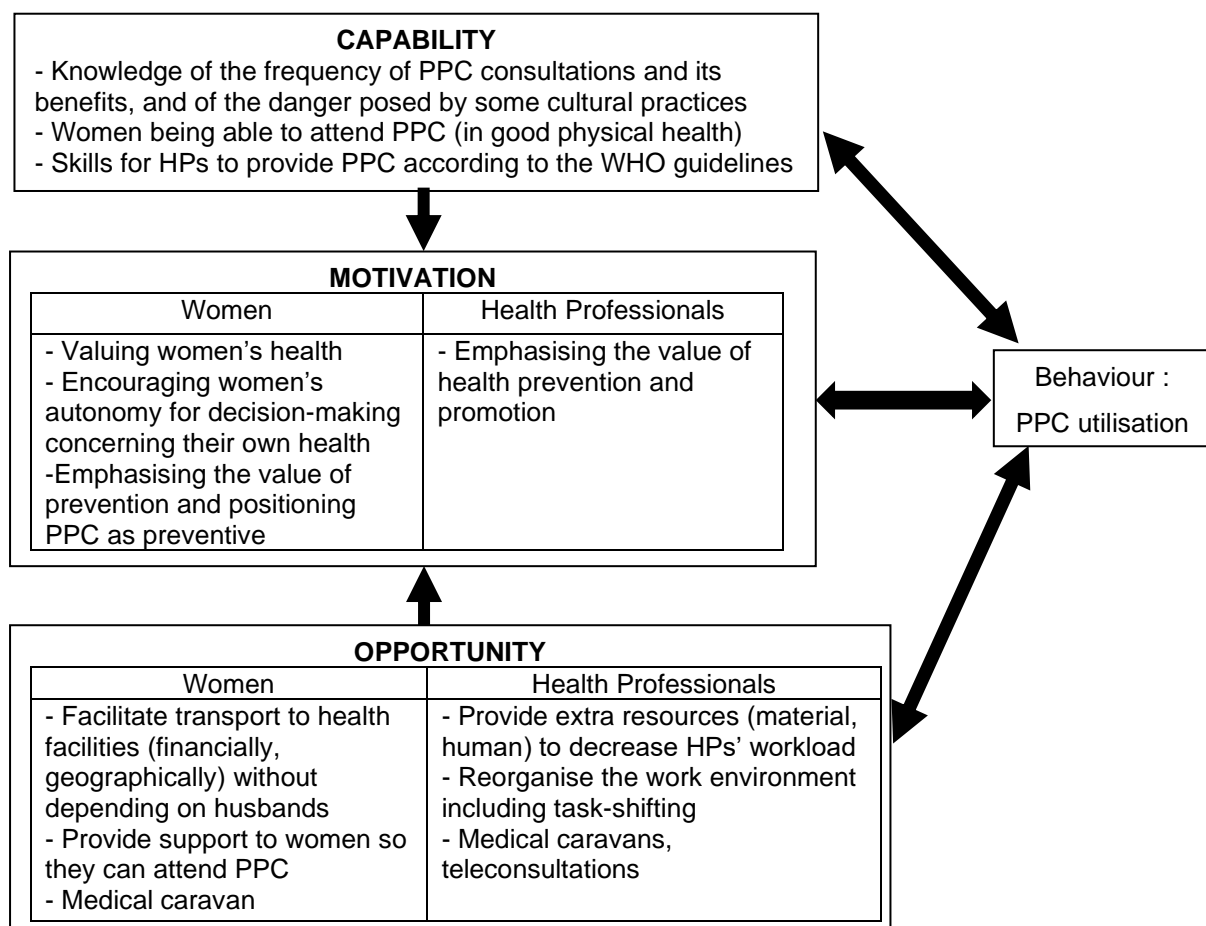 CAPABILITY
- Knowledge of the frequency of PPC consultations and its
benefits, and of the danger posed by some cultural practices
- Women being able to attend PPC (in good physical health)
- Skills for HPs to provide PPC according to the WHO guidelines
MOTIVATION
Women
- Valuing women’s health
- Encouraging women’s
autonomy for decision-making
concerning their own health
-Emphasising the value of
prevention and positioning
PPC as preventive
Health Professionals
- Emphasising the value of
health prevention and
promotion
Behaviour :
PPC utilisation
OPPORTUNITY
Women
- Facilitate transport to health
facilities (financially,
geographically) without
depending on husbands
- Provide support to women so
they can attend PPC
- Medical caravan
Health Professionals
- Provide extra resources (material,
human) to decrease HPs’ workload
- Reorganise the work environment
including task-shifting
- Medical caravans,
teleconsultations